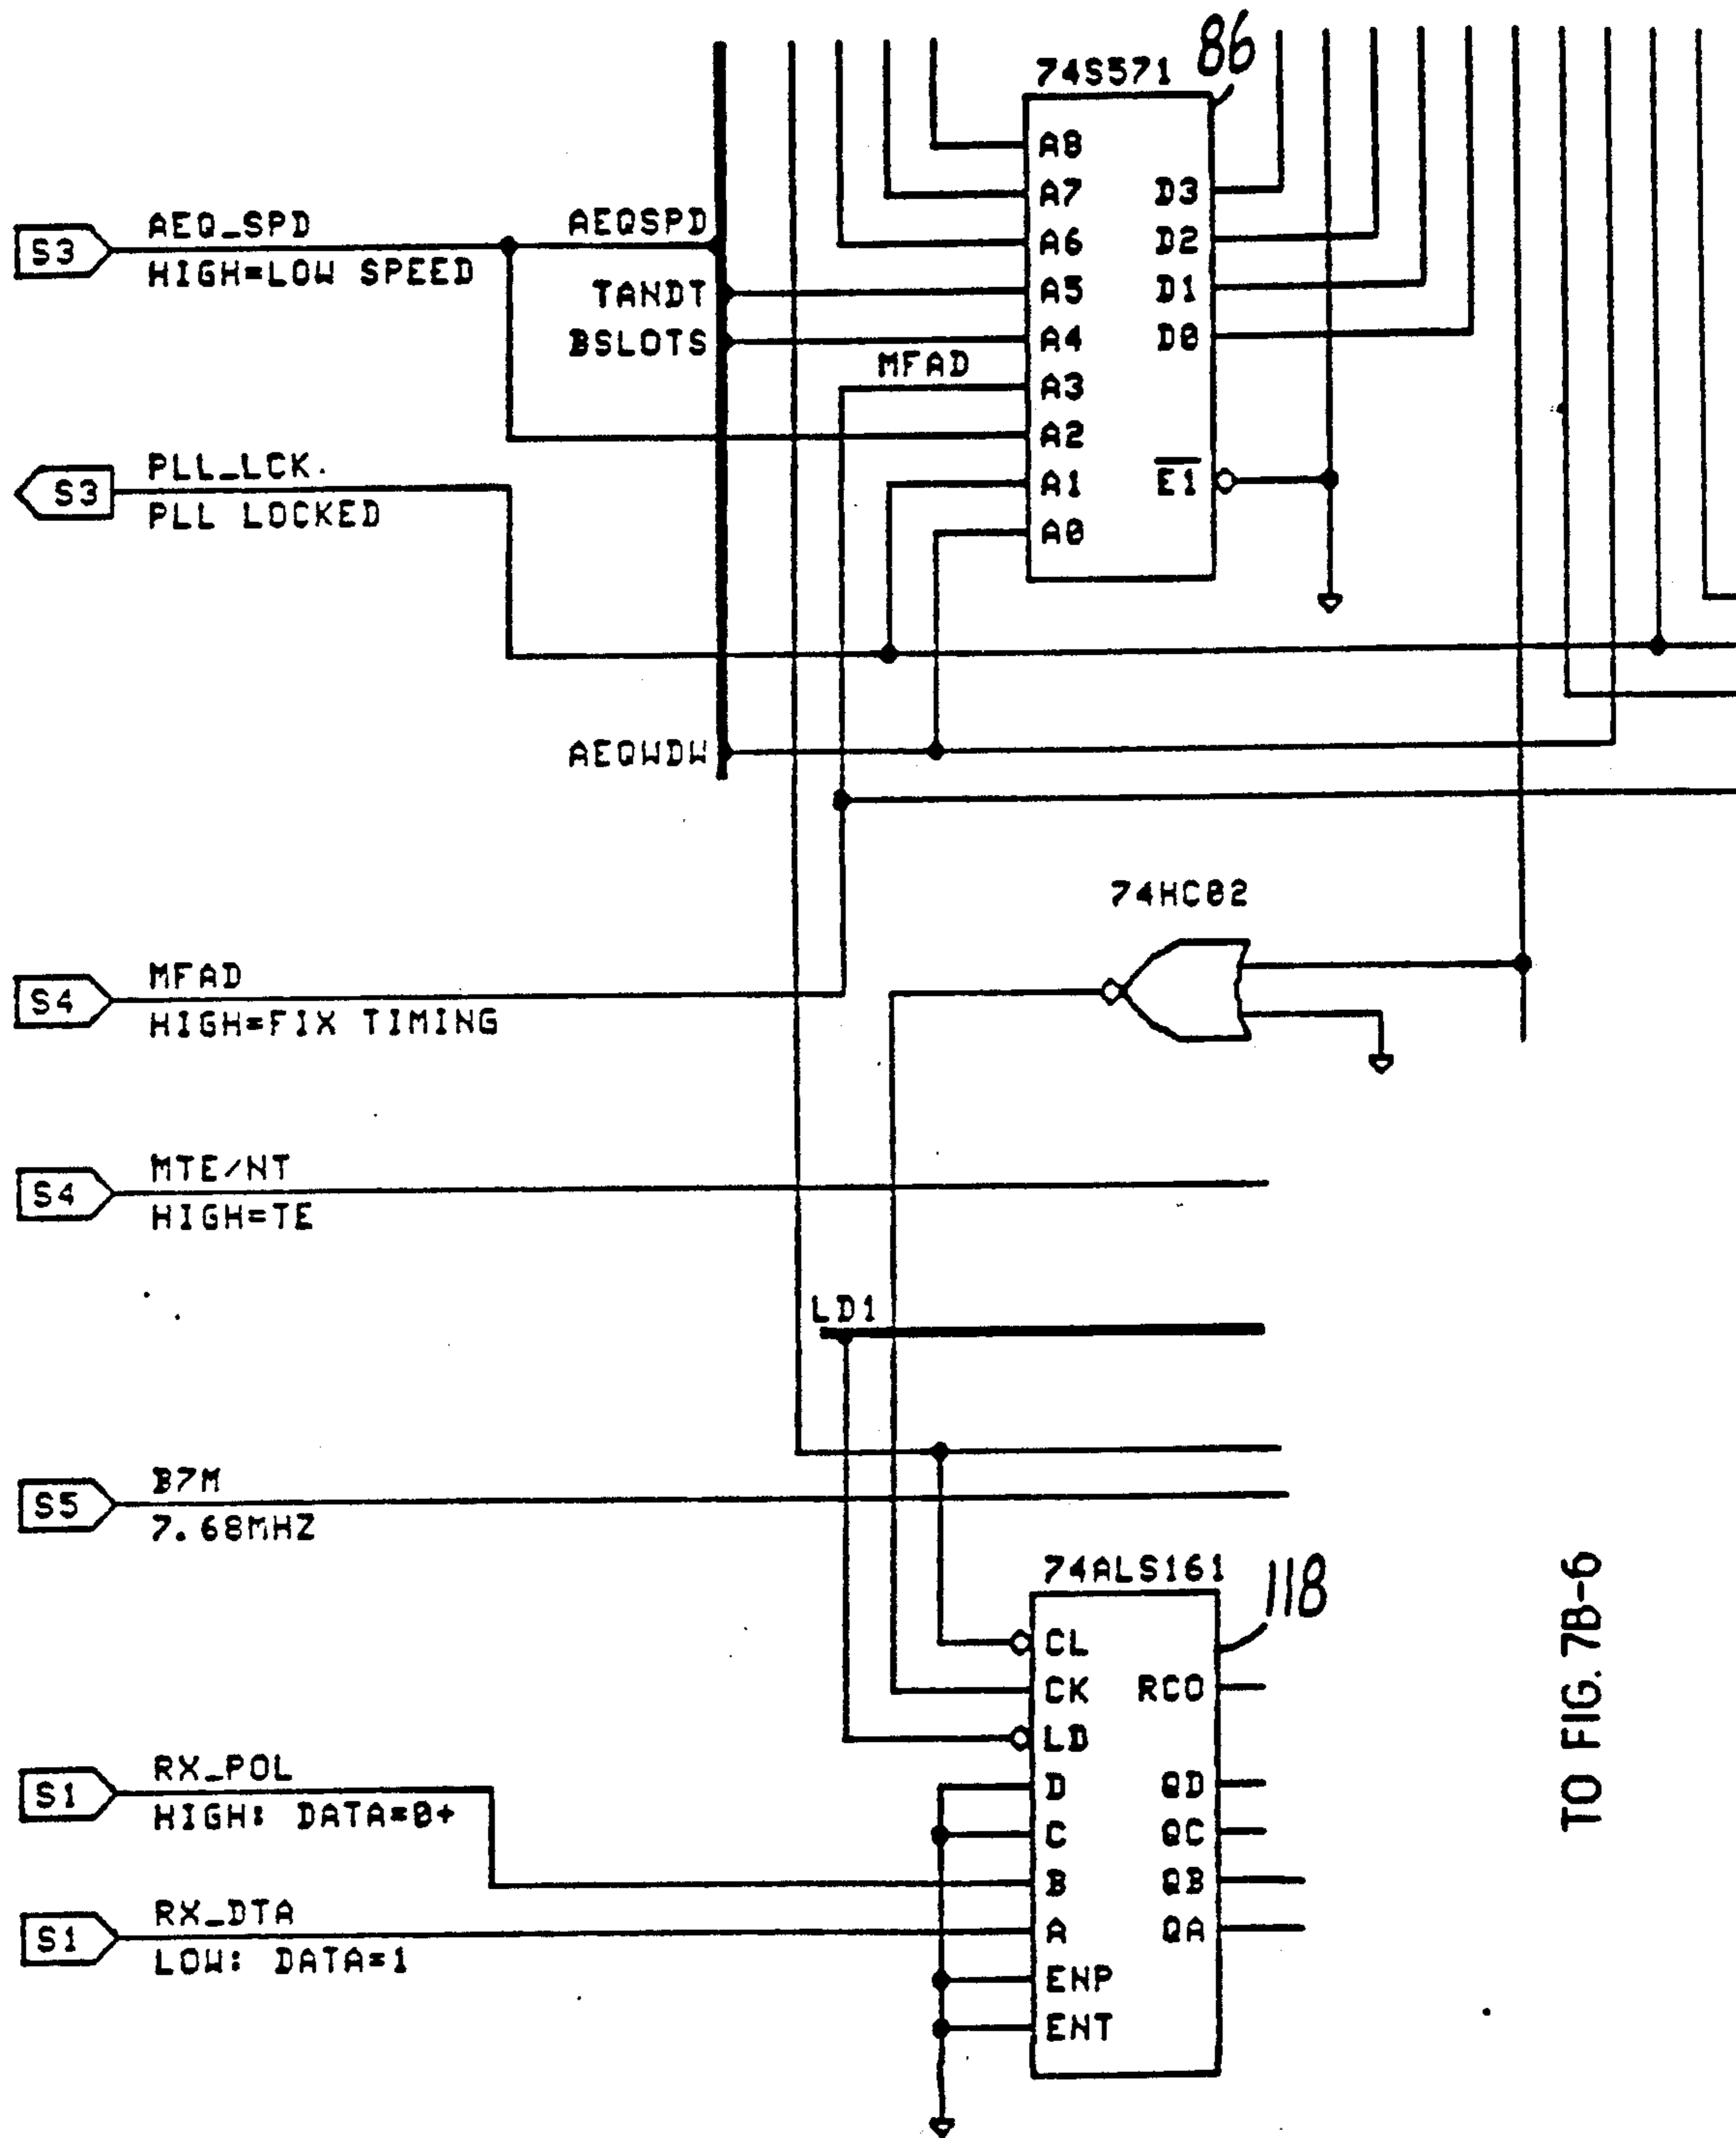 74S571 86
A8
A7 D3
A6 D2
A5 D1
A4 D0
A3
A2
A1 E1
A0
S3 AEQ_SPD
HIGH=LOW SPEED
AEQSPD
TANDT
BSLOTS
MFAD
S3 PLL_LCK.
PLL LOCKED
AEQWDW
74HC02
S4 MFAD
HIGH=FIX TIMING
S4 MTE/NT
HIGH=TE
LD1
S5 B7M
7.68MHZ
74ALS161 118
CL
CK RCO
LD
D QD
C QC
B QB
A QA
ENP
ENT
S1 RX_POL
HIGH: DATA=0+
S1 RX_DTA
LOW: DATA=1
TO FIG. 7B-6